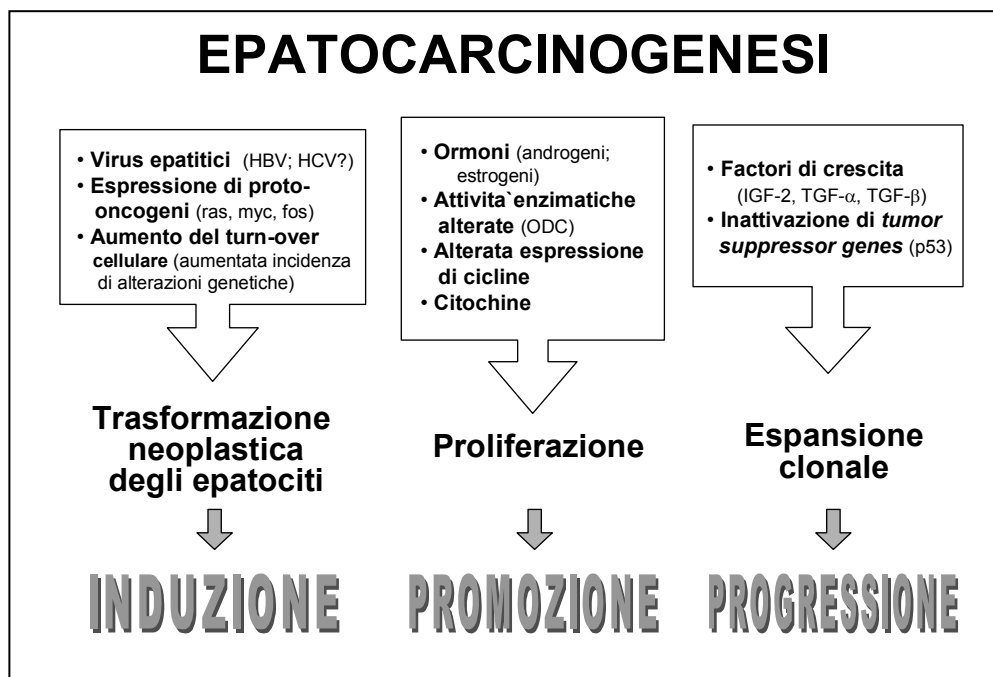 EPATOCARCINOGENESI
• Virus epatitici (HBV; HCV?)
• Espressione di proto-
oncogeni (ras, myc, fos)
• Aumento del turn-over
cellulare (aumentata incidenza
di alterazioni genetiche)
Trasformazione
neoplastica
degli epatociti
INDUZIONE
• Ormoni (androgeni;
estrogeni)
• Attivita`enzimatiche
alterate (ODC)
• Alterata espressione
di cicline
• Citochine
Proliferazione
PROMOZIONE
• Factori di crescita
(IGF-2, TGF-α, TGF-β)
• Inattivazione di tumor
suppressor genes (p53)
Espansione
clonale
PROGRESSIONE